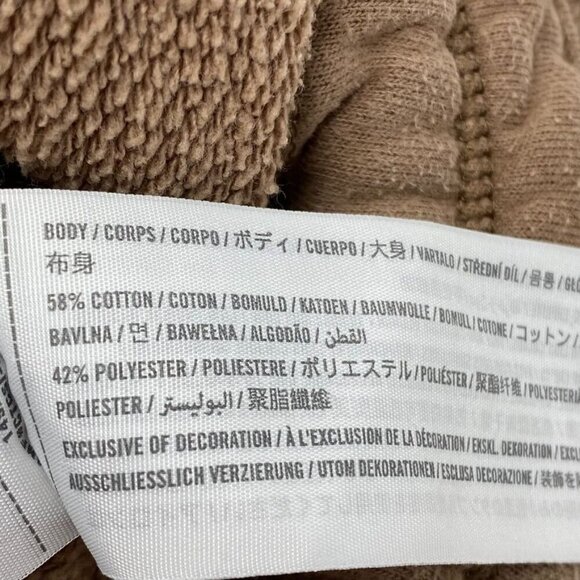 BODY / CORPS / CORPO / ボディ / CUERPO / 大身 / VARTALO / STŘEDNÍ DÍL / 몸통 /
布身
58% COTTON / COTON / BOMULD / KATOEN / BAUMWOLLE / BOMULL / COTONE / コットン /
BAVLNA / 면 / BAWEŁNA / ALGODÃO / القطن /
42% POLYESTER / POLIESTERE / ポリエステル / POLIÉSTER / 聚酯纤维 /
POLIESTER / البوليستر / 聚脂纖維
EXCLUSIVE OF DECORATION / À L'EXCLUSION DE LA DÉCORATION / EKSKL. DEKORATION /
AUSSCHLIESSLICH VERZIERUNG / UTOM DEKORATIONEN / ESCLUSA DECORAZIONE /